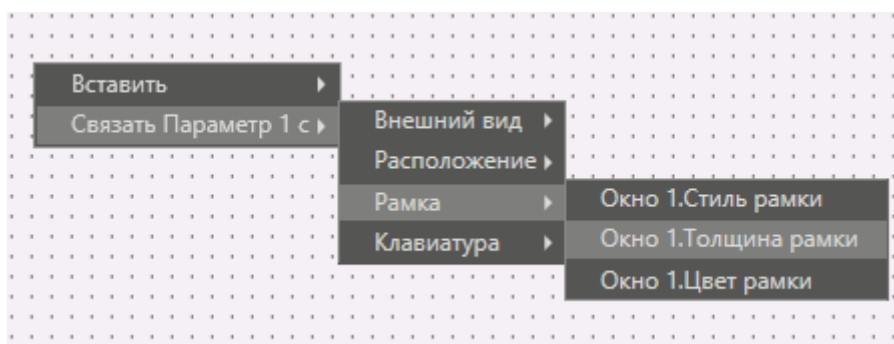 Вставить
Связать Параметр 1 с
Внешний вид
Расположение
Рамка
Клавиатура
Окно 1.Стиль рамки
Окно 1.Толщина рамки
Окно 1.Цвет рамки